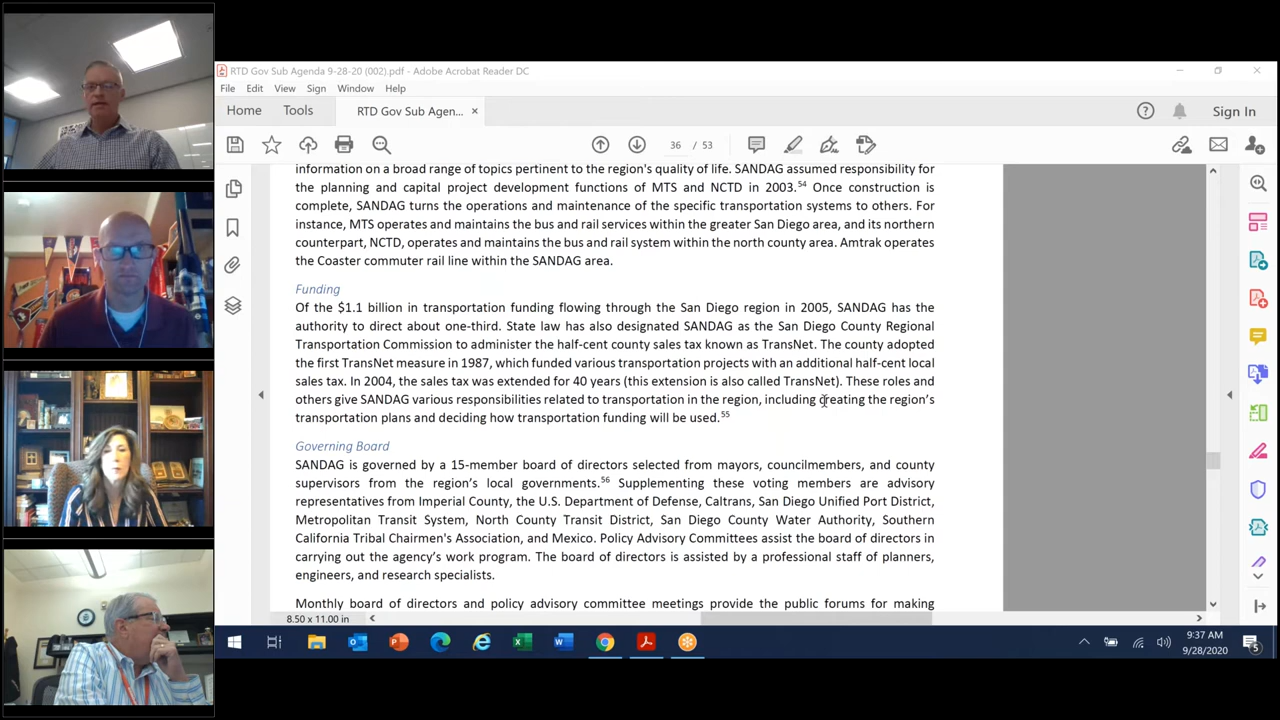 RTD Gov Sub Agenda 9-28-20 (002).pdf - Adobe Acrobat Reader DC
File Edit View Sign Window Help
Home Tools RTD Gov Sub Agen... × Sign In
36 / 53
information on a broad range of topics pertinent to the region's quality of life. SANDAG assumed responsibility for
the planning and capital project development functions of MTS and NCTD in 2003.54 Once construction is
complete, SANDAG turns the operations and maintenance of the specific transportation systems to others. For
instance, MTS operates and maintains the bus and rail services within the greater San Diego area, and its northern
counterpart, NCTD, operates and maintains the bus and rail system within the north county area. Amtrak operates
the Coaster commuter rail line within the SANDAG area.
Funding
Of the $1.1 billion in transportation funding flowing through the San Diego region in 2005, SANDAG has the
authority to direct about one-third. State law has also designated SANDAG as the San Diego County Regional
Transportation Commission to administer the half-cent county sales tax known as TransNet. The county adopted
the first TransNet measure in 1987, which funded various transportation projects with an additional half-cent local
sales tax. In 2004, the sales tax was extended for 40 years (this extension is also called TransNet). These roles and
others give SANDAG various responsibilities related to transportation in the region, including creating the region's
transportation plans and deciding how transportation funding will be used.55
Governing Board
SANDAG is governed by a 15-member board of directors selected from mayors, councilmembers, and county
supervisors from the region's local governments.56 Supplementing these voting members are advisory
representatives from Imperial County, the U.S. Department of Defense, Caltrans, San Diego Unified Port District,
Metropolitan Transit System, North County Transit District, San Diego County Water Authority, Southern
California Tribal Chairmen's Association, and Mexico. Policy Advisory Committees assist the board of directors in
carrying out the agency's work program. The board of directors is assisted by a professional staff of planners,
engineers, and research specialists.
Monthly board of directors and policy advisory committee meetings provide the public forums for making
8.50 x 11.00 in
9:37 AM
9/28/2020
5